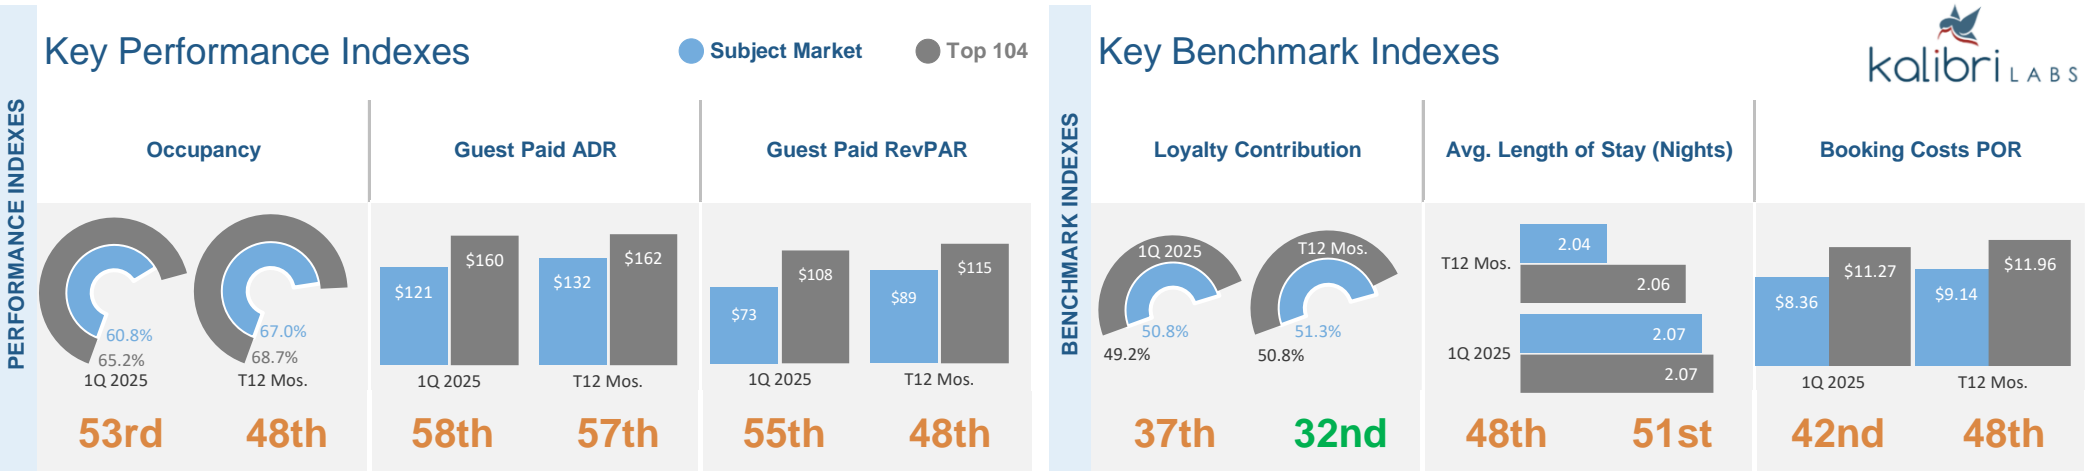 PERFORMANCE INDEXES
Key Performance Indexes
Subject Market
Top 104
Occupancy
Guest Paid ADR
Guest Paid RevPAR
60.8%
65.2%
1Q 2025
67.0%
68.7%
T12 Mos.
$121
$160
1Q 2025
$132
$162
T12 Mos.
$73
$108
1Q 2025
$89
$115
T12 Mos.
53rd
48th
58th
57th
55th
48th
BENCHMARK INDEXES
Key Benchmark Indexes
kalibri LABS
Loyalty Contribution
Avg. Length of Stay (Nights)
Booking Costs POR
1Q 2025
50.8%
49.2%
T12 Mos.
51.3%
50.8%
T12 Mos.
2.04
2.06
1Q 2025
2.07
2.07
$8.36
$11.27
1Q 2025
$9.14
$11.96
T12 Mos.
37th
32nd
48th
51st
42nd
48th